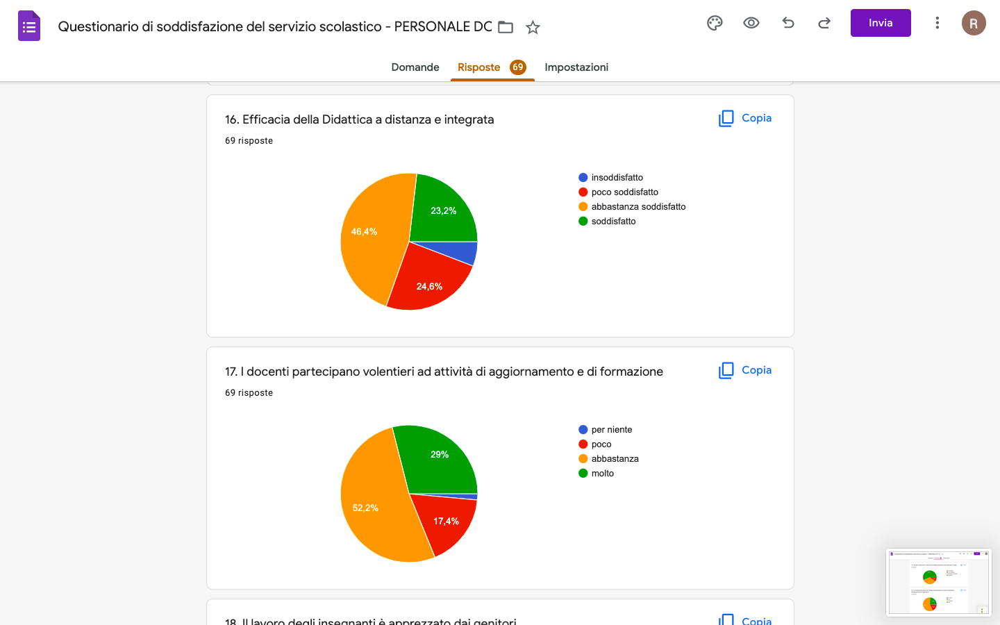 Questionario di soddisfazione del servizio scolastico - PERSONALE DO
Invia
R
Domande
Risposte 69
Impostazioni
16. Efficacia della Didattica a distanza e integrata
Copia
69 risposte
insoddisfatto
poco soddisfatto
abbastanza soddisfatto
soddisfatto
23,2%
46,4%
24,6%
17. I docenti partecipano volentieri ad attività di aggiornamento e di formazione
Copia
69 risposte
per niente
poco
abbastanza
molto
29%
52,2%
17,4%
18. Il lavoro degli insegnanti è apprezzato dai genitori
Copia